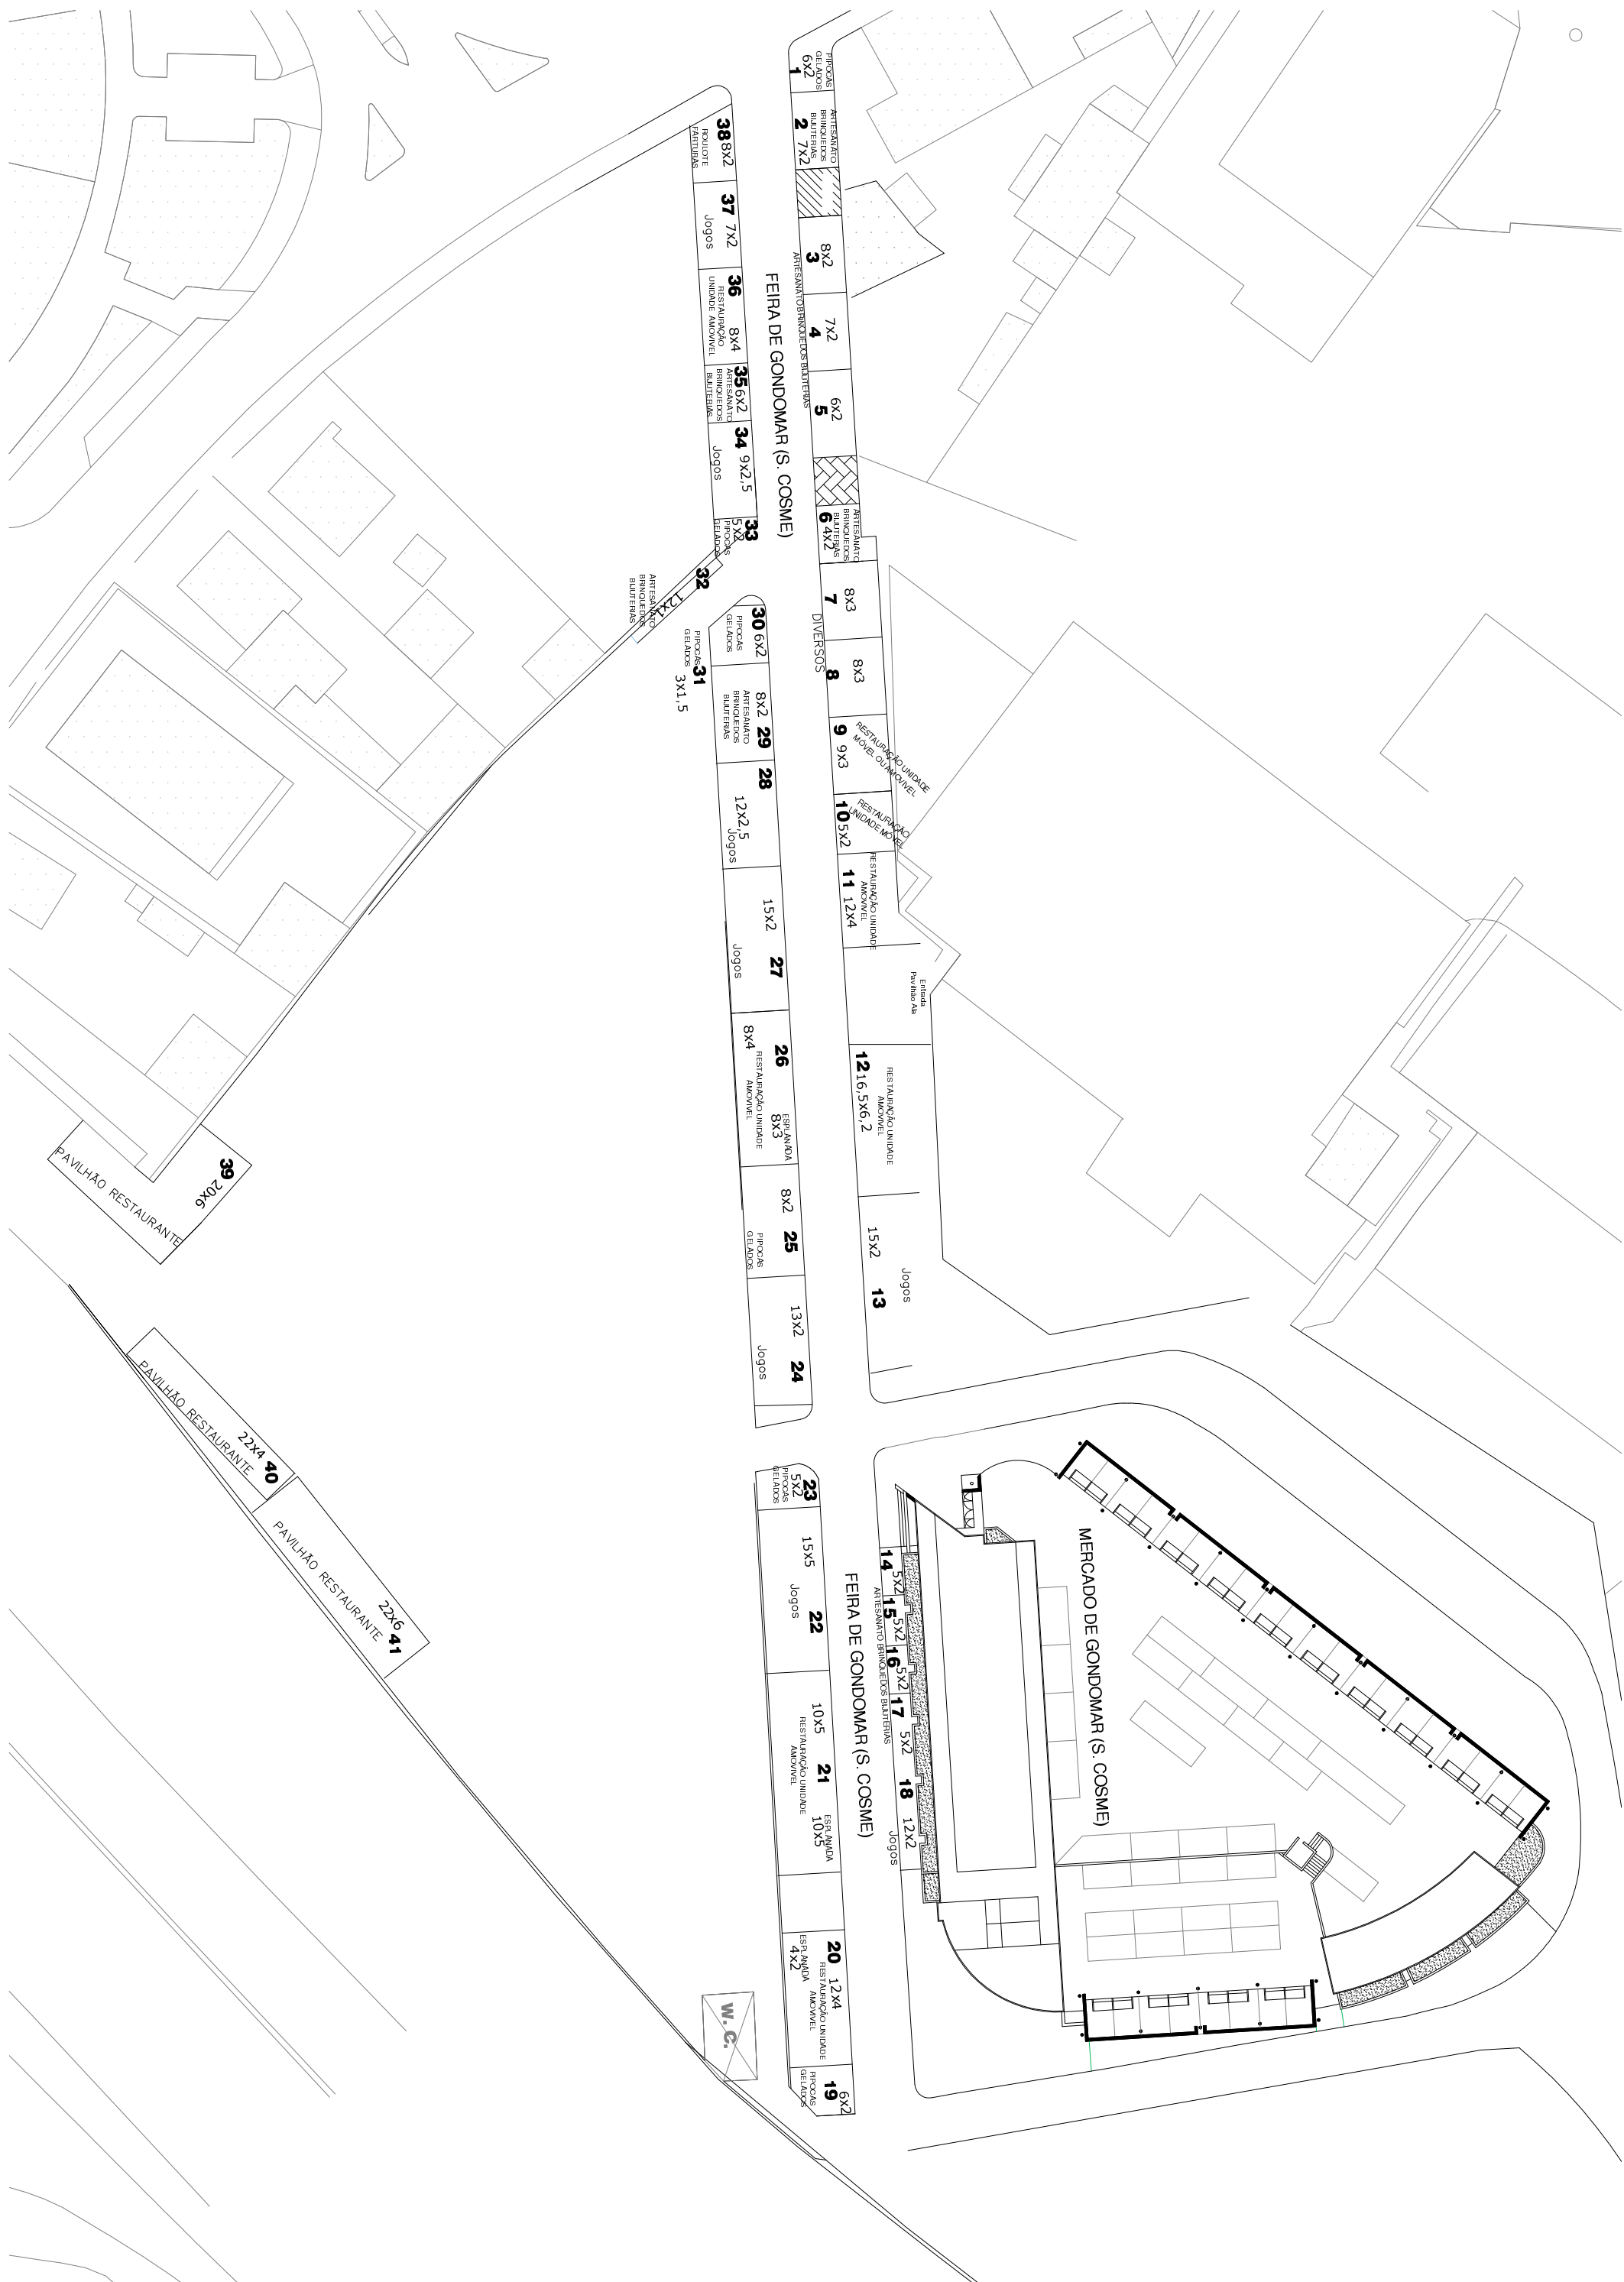 1
6x2
PIPOCAS
GELADOS
2
7x2
ARTESANATO
BRINQUEDOS
BIJUTERIAS
3
8x2
4
7x2
5
6x2
ARTESANATO BRINQUEDOS BIJUTERIAS
6
4x2
ARTESANATO
BRINQUEDOS
BIJUTERIAS
7
8x3
8
8x3
DIVERSOS
9
9x3
RESTAURAÇÃO UNIDADE
MÓVEL OU AMOVIVEL
10
5x2
RESTAURAÇÃO
UNIDADE MÓVEL
11
12x4
RESTAURAÇÃO UNIDADE
AMOVIVEL
Entrada
Pavilhão Ala
12
16,5x6,2
RESTAURAÇÃO UNIDADE
AMOVIVEL
13
15x2
Jogos
14
5x2
15
5x2
16
5x2
17
5x2
ARTESANATO BRINQUEDOS BIJUTERIAS
18
12x2
Jogos
19
6x2
PIPOCAS
GELADOS
20
12x4
RESTAURAÇÃO UNIDADE
AMOVIVEL
ESPLANADA
4x2
21
10x5
RESTAURAÇÃO UNIDADE
AMOVIVEL
ESPLANADA
10x5
22
15x5
Jogos
23
5x2
PIPOCAS
GELADOS
24
13x2
Jogos
25
8x2
PIPOCAS
GELADOS
26
8x4
RESTAURAÇÃO UNIDADE
AMOVIVEL
ESPLANADA
8x3
27
15x2
Jogos
28
12x2,5
Jogos
29
8x2
ARTESANATO
BRINQUEDOS
BIJUTERIAS
30
6x2
PIPOCAS
GELADOS
31
3x1,5
PIPOCAS
GELADOS
32
12x1
ARTESANATO
BRINQUEDOS
BIJUTERIAS
33
5x2
PIPOCAS
GELADOS
34
9x2,5
Jogos
35
6x2
ARTESANATO
BRINQUEDOS
BIJUTERIAS
36
8x4
RESTAURAÇÃO
UNIDADE AMOVIVEL
37
7x2
Jogos
38
8x2
ROULOTE
FARTURAS
39
20x6
PAVILHÃO RESTAURANTE
40
22x4
PAVILHÃO RESTAURANTE
41
22x6
PAVILHÃO RESTAURANTE
FEIRA DE GONDOMAR (S. COSME)
FEIRA DE GONDOMAR (S. COSME)
MERCADO DE GONDOMAR (S. COSME)
W. C.